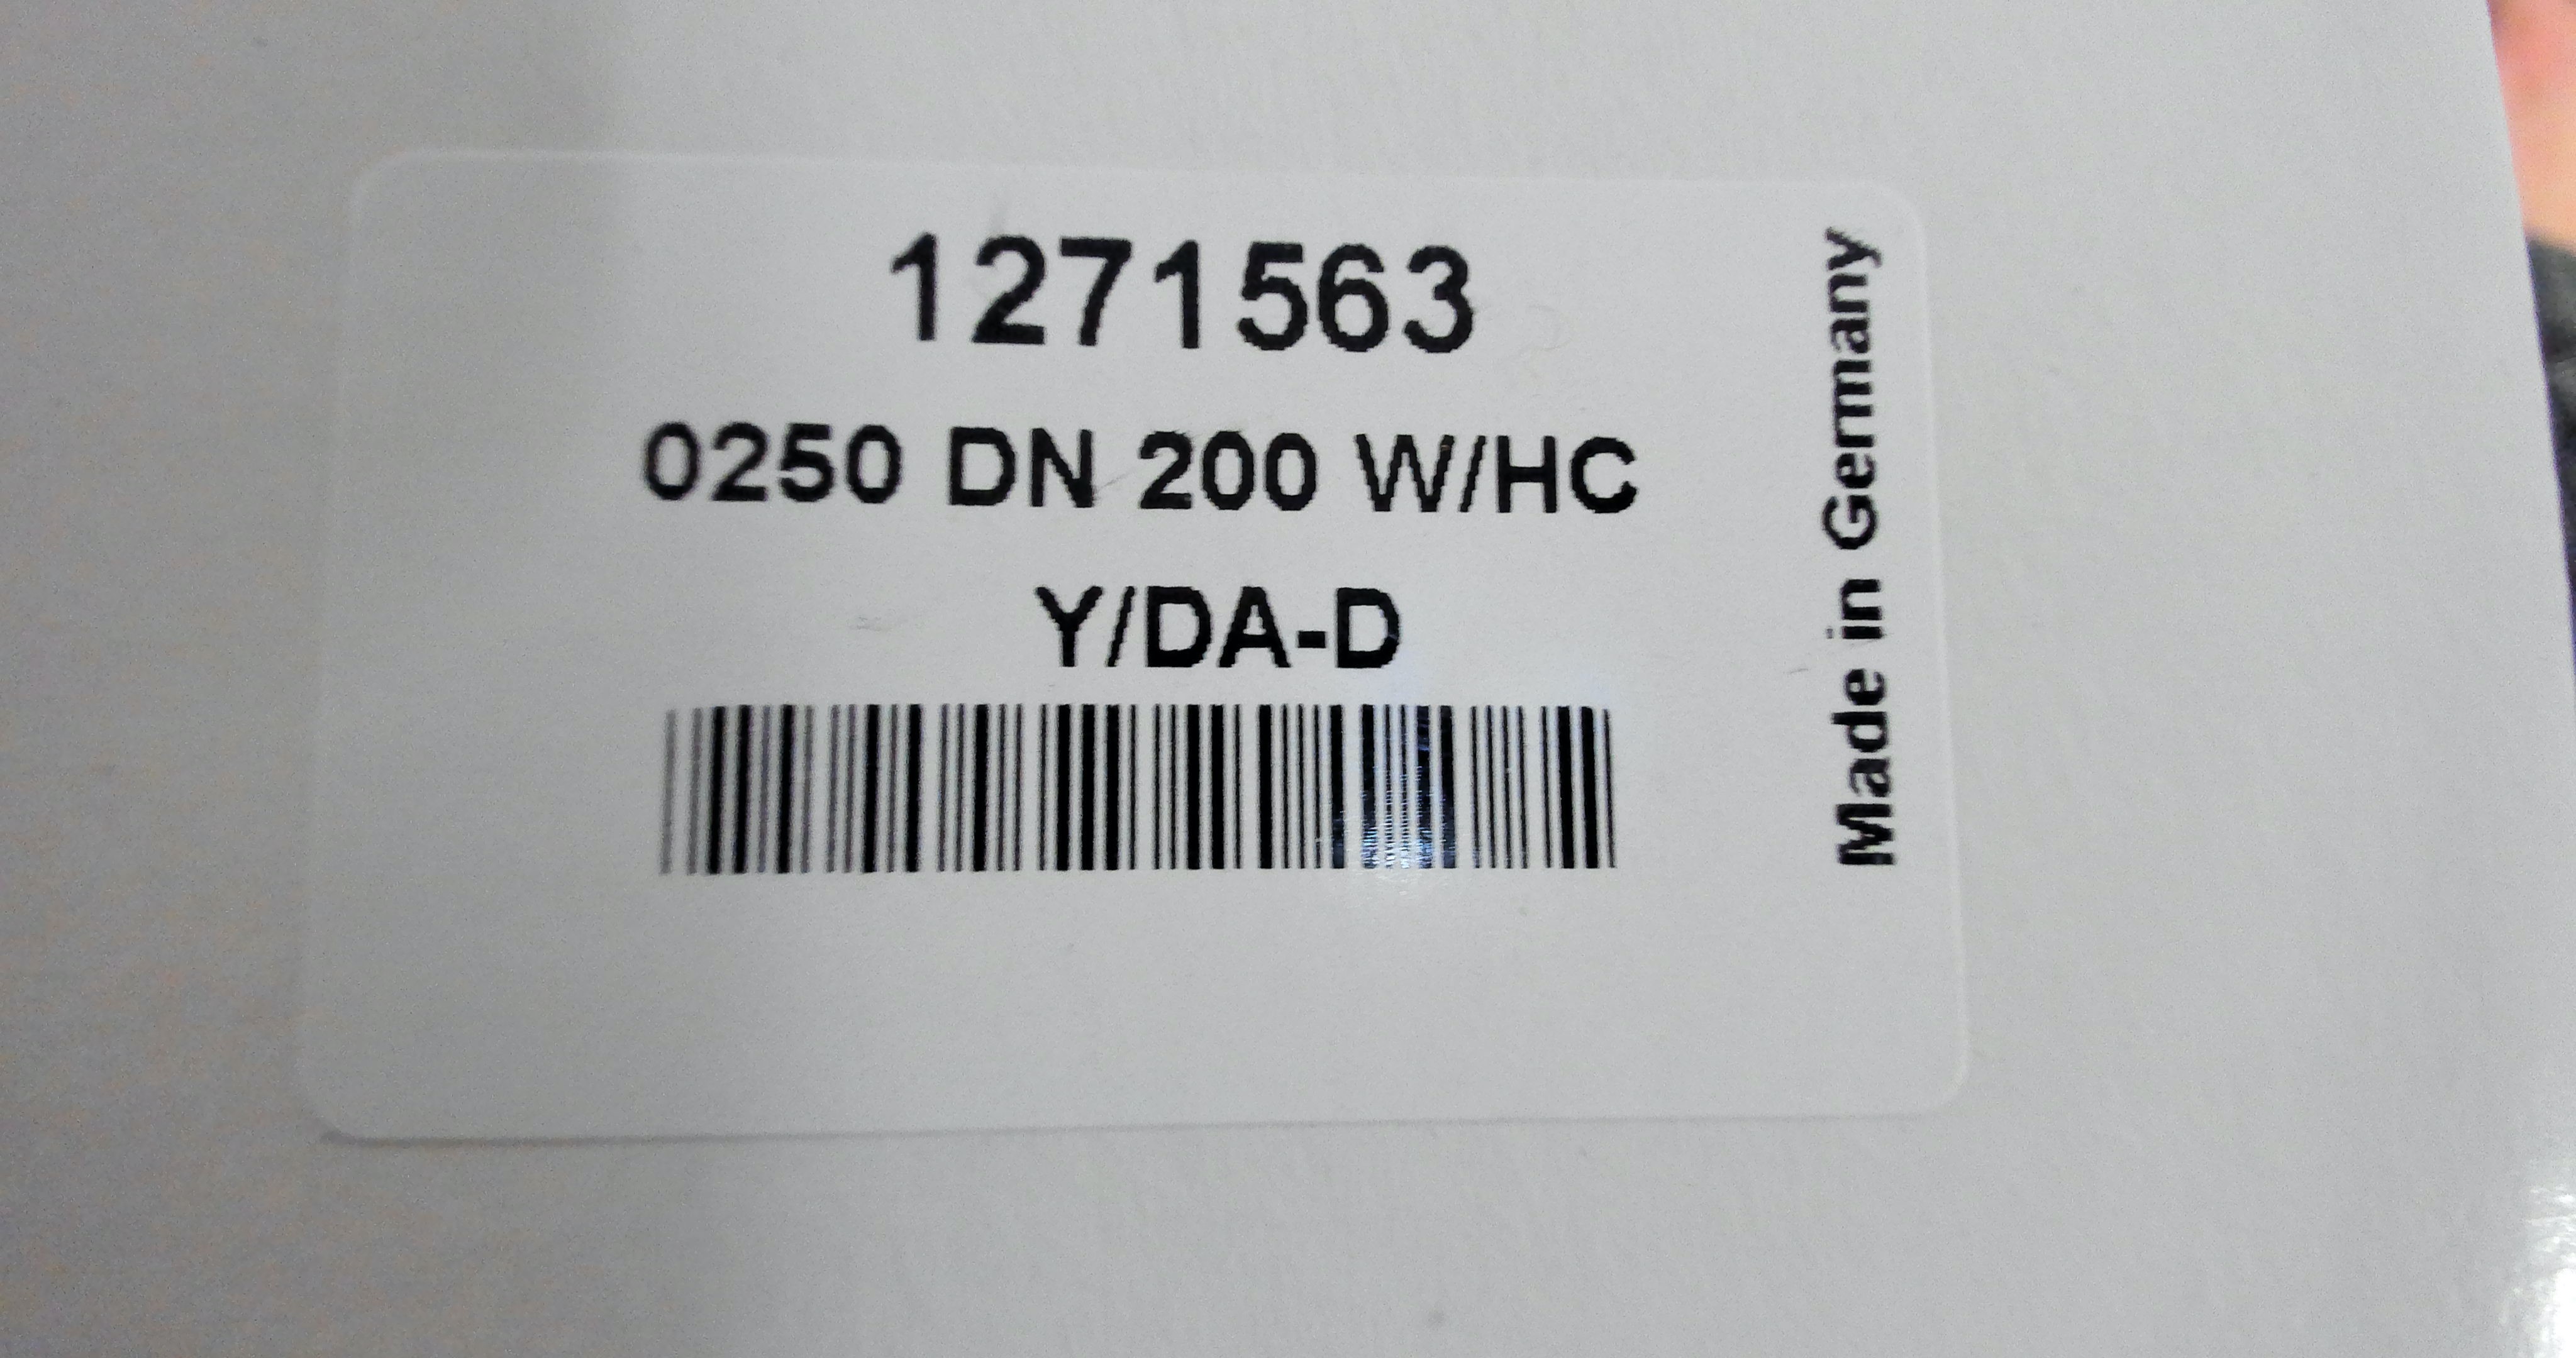 1271563
0250 DN 200 W/HC
Y/DA-D
Made in Germany